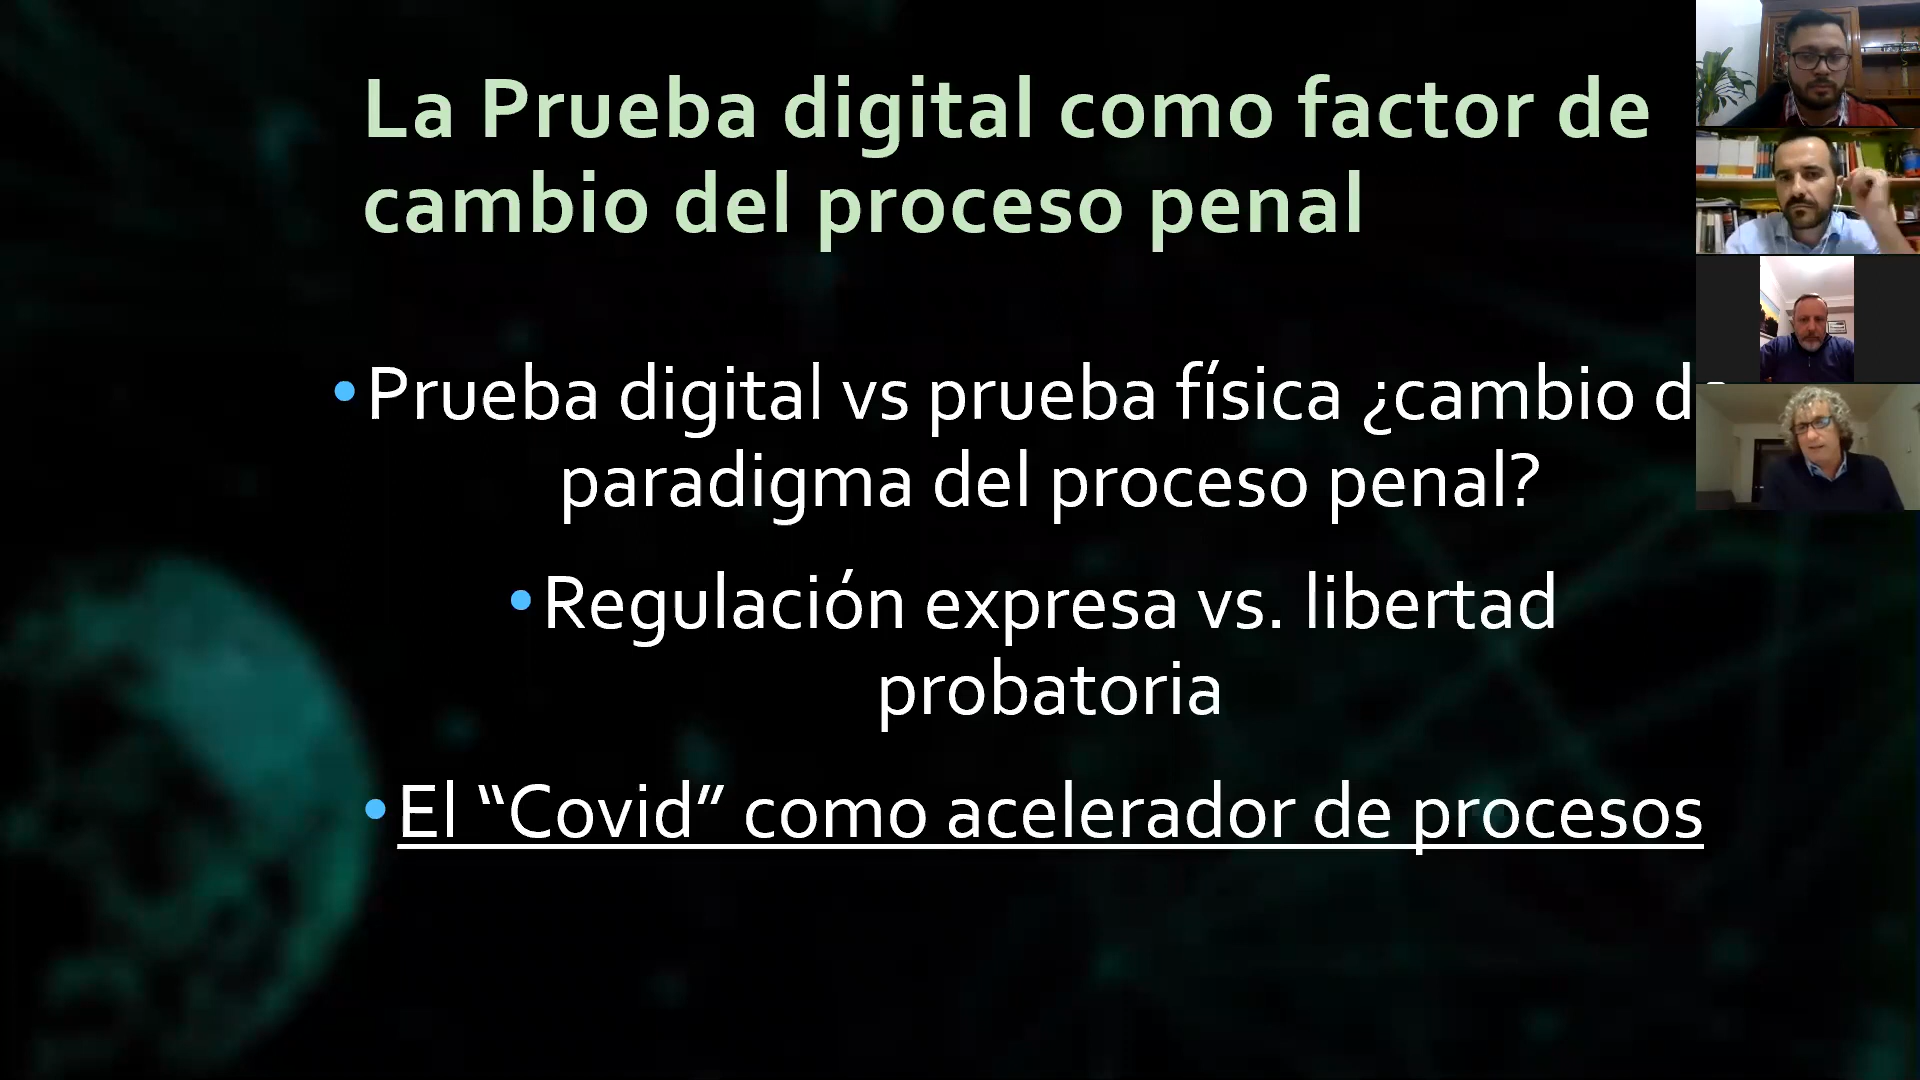 La Prueba digital como factor de
cambio del proceso penal
•Prueba digital vs prueba física ¿cambio d
paradigma del proceso penal?
•Regulación expresa vs. libertad
probatoria
•El “Covid” como acelerador de procesos